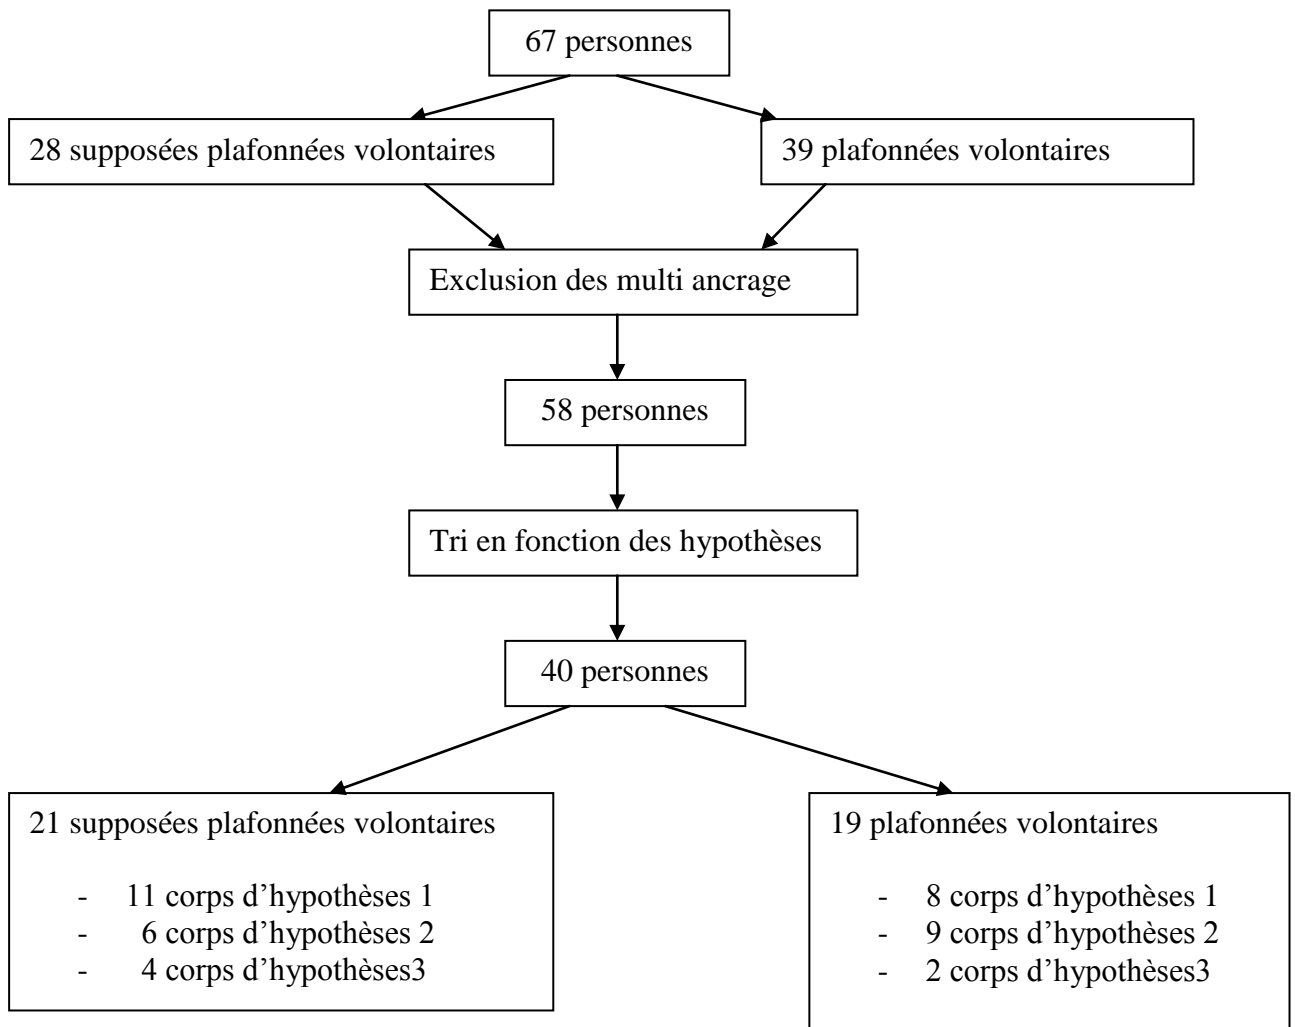 67 personnes
28 supposées plafonnées volontaires
39 plafonnées volontaires
Exclusion des multi ancrage
58 personnes
Tri en fonction des hypothèses
40 personnes
21 supposées plafonnées volontaires
- 11 corps d’hypothèses 1
- 6 corps d’hypothèses 2
- 4 corps d’hypothèses3
19 plafonnées volontaires
- 8 corps d’hypothèses 1
- 9 corps d’hypothèses 2
- 2 corps d’hypothèses3